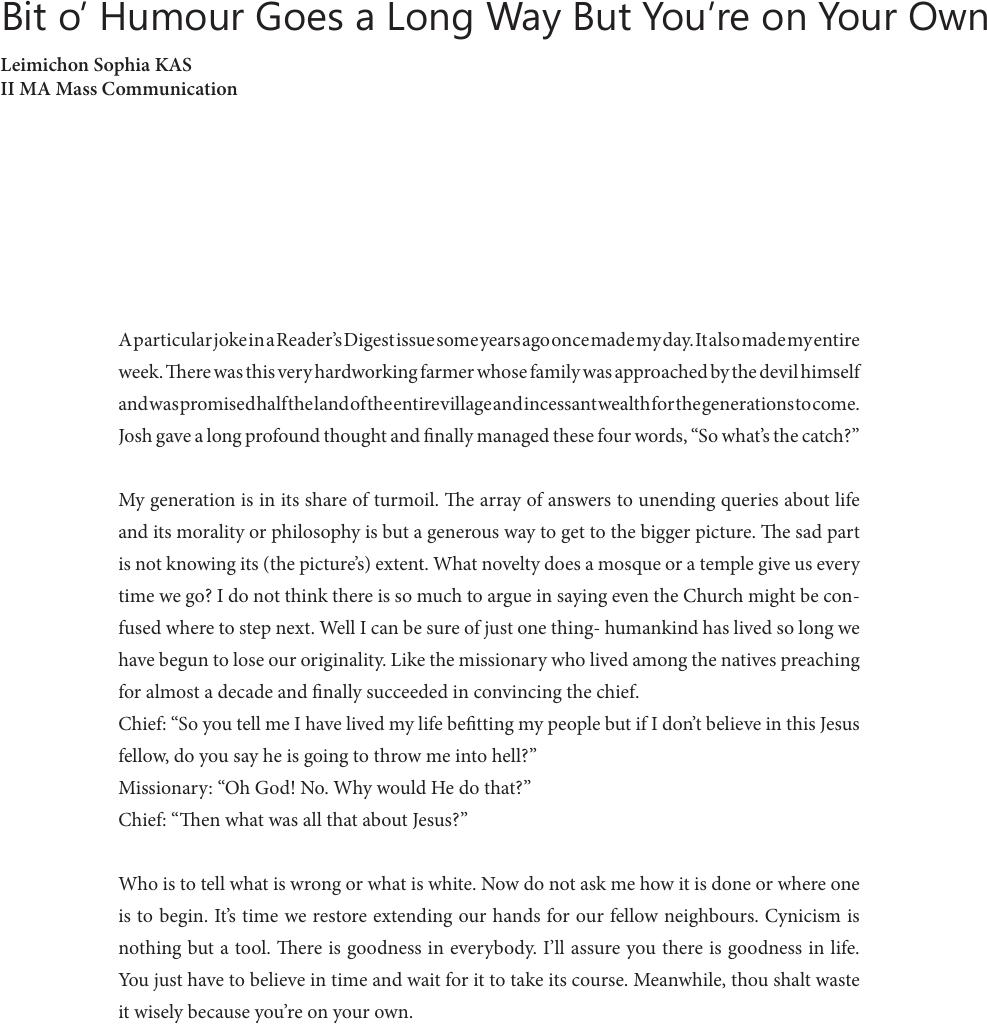 Bit o’ Humour Goes a Long Way But You’re on Your Own
Leimichon Sophia KAS
II MA Mass Communication
A particular joke in a Reader’s Digest issue some years ago once made my day. It also made my entire
week. There was this very hardworking farmer whose family was approached by the devil himself
and was promised half the land of the entire village and incessant wealth for the generations to come.
Josh gave a long profound thought and finally managed these four words, “So what’s the catch?”
My generation is in its share of turmoil. The array of answers to unending queries about life
and its morality or philosophy is but a generous way to get to the bigger picture. The sad part
is not knowing its (the picture’s) extent. What novelty does a mosque or a temple give us every
time we go? I do not think there is so much to argue in saying even the Church might be con-
fused where to step next. Well I can be sure of just one thing- humankind has lived so long we
have begun to lose our originality. Like the missionary who lived among the natives preaching
for almost a decade and finally succeeded in convincing the chief.
Chief: “So you tell me I have lived my life befitting my people but if I don’t believe in this Jesus
fellow, do you say he is going to throw me into hell?”
Missionary: “Oh God! No. Why would He do that?”
Chief: “Then what was all that about Jesus?”
Who is to tell what is wrong or what is white. Now do not ask me how it is done or where one
is to begin. It’s time we restore extending our hands for our fellow neighbours. Cynicism is
nothing but a tool. There is goodness in everybody. I’ll assure you there is goodness in life.
You just have to believe in time and wait for it to take its course. Meanwhile, thou shalt waste
it wisely because you’re on your own.